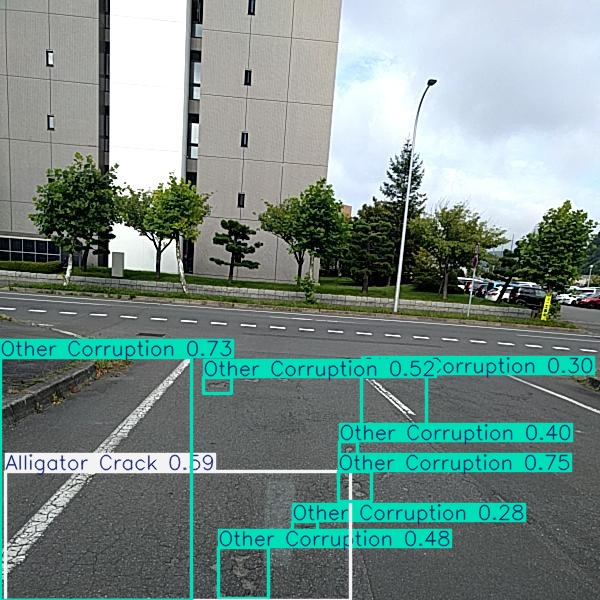 Other Corruption 0.73
Other Corruption 0.52
Corruption 0.30
Other Corruption 0.40
Alligator Crack 0.59
Other Corruption 0.75
Other Corruption 0.28
Other Corruption 0.48